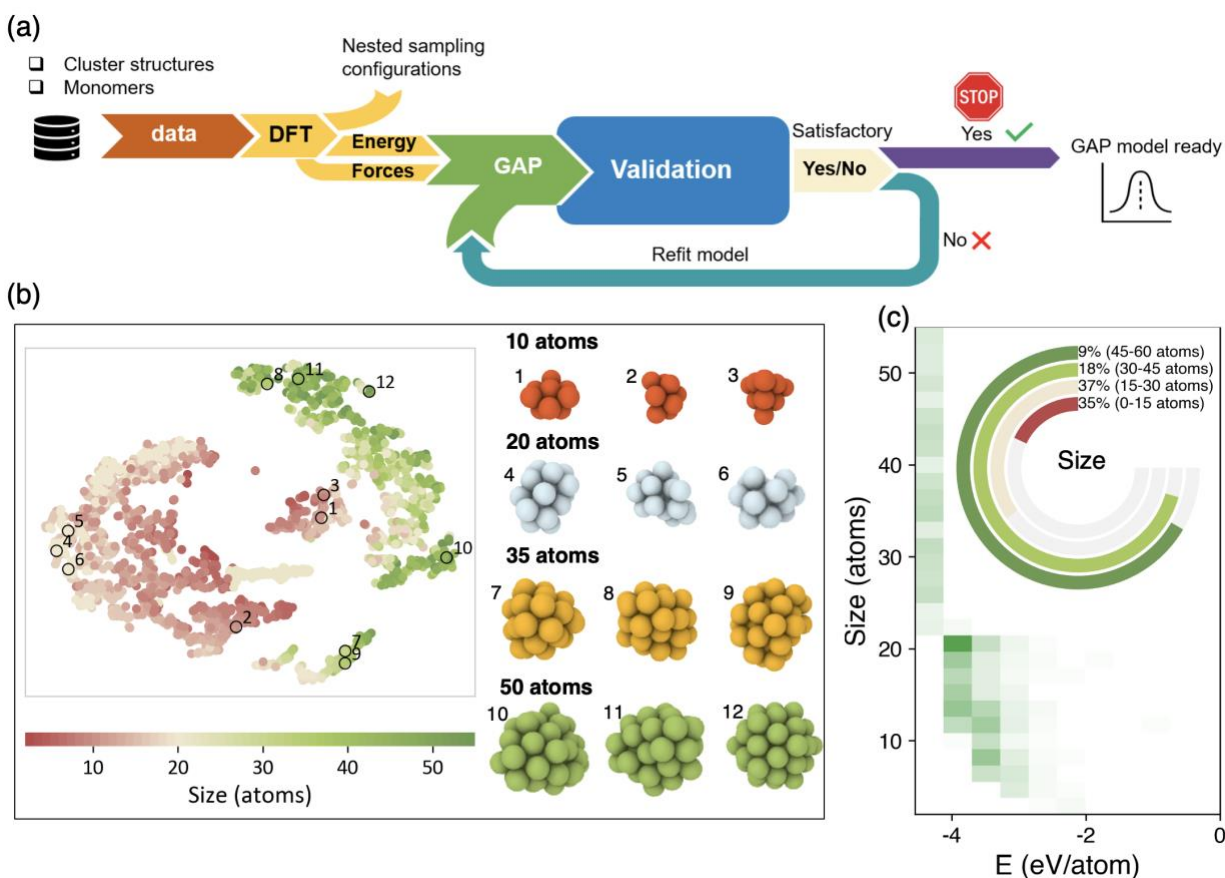 (a)
Cluster structures
Monomers
Nested sampling
configurations
data
DFT
Energy
Forces
GAP
Validation
Satisfactory
Yes/No
STOP
Yes
GAP model ready
No
Refit model
(b)
8
11
12
3
1
5
4
6
10
2
7
9
10
20
30
40
50
Size (atoms)
10 atoms
1
2
3
20 atoms
4
5
6
35 atoms
7
8
9
50 atoms
10
11
12
(c)
9% (45-60 atoms)
18% (30-45 atoms)
37% (15-30 atoms)
35% (0-15 atoms)
Size
Size (atoms)
50
40
30
20
10
-4
-2
0
E (eV/atom)